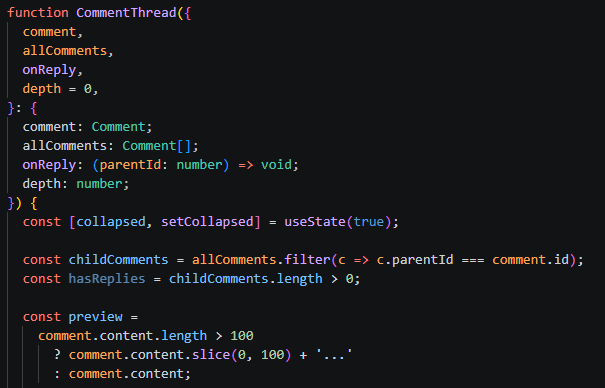 function CommentThread({
  comment,
  allComments,
  onReply,
  depth = 0,
}: {
  comment: Comment;
  allComments: Comment[];
  onReply: (parentId: number) => void;
  depth: number;
}) {
  const [collapsed, setCollapsed] = useState(true);

  const childComments = allComments.filter(c => c.parentId === comment.id);
  const hasReplies = childComments.length > 0;

  const preview =
    comment.content.length > 100
      ? comment.content.slice(0, 100) + '...'
      : comment.content;